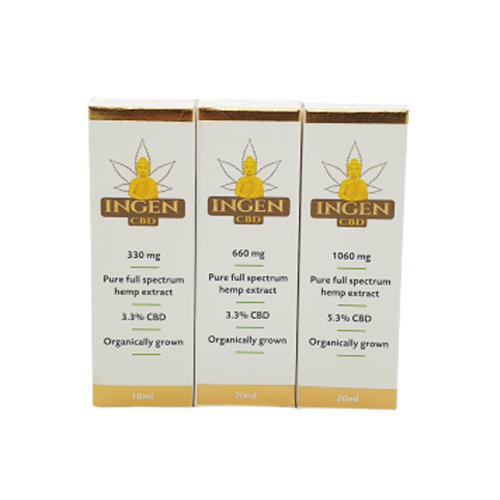 INGEN
CBD
330 mg
Pure full spectrum
hemp extract
3.3% CBD
Organically grown
10ml
INGEN
CBD
660 mg
Pure full spectrum
hemp extract
3.3% CBD
Organically grown
20ml
INGEN
CBD
1060 mg
Pure full spectrum
hemp extract
5.3% CBD
Organically grown
20ml